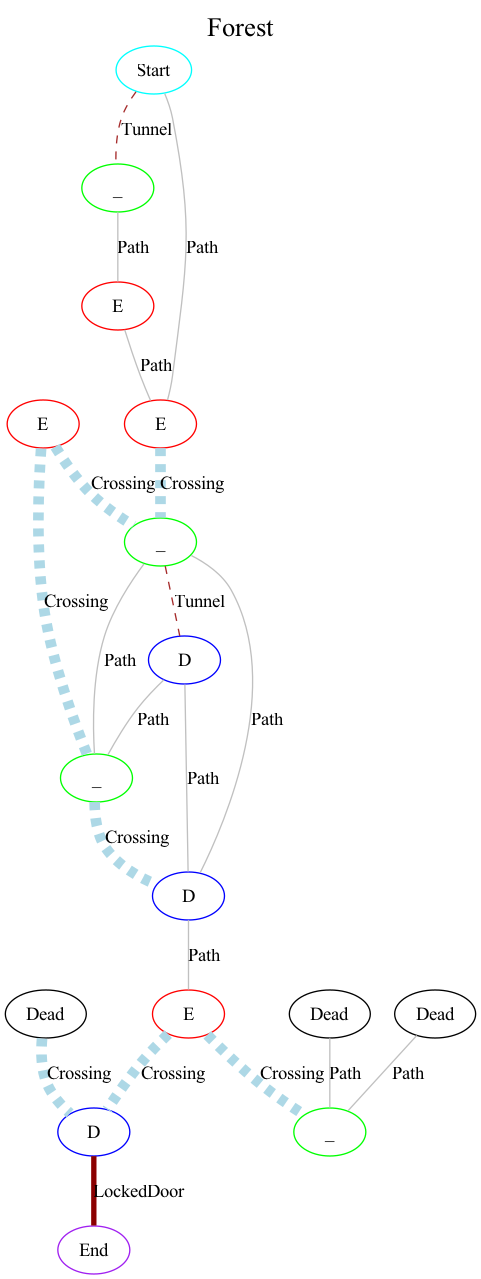 Forest
Start
Tunnel
_
Path Path
E
Path
E E
Crossing Crossing
_
Crossing Tunnel
D
Path
Path Path
_ Path
Crossing
D
Path
Dead E Dead Dead
Crossing Crossing Crossing Path Path
D _
LockedDoor
End